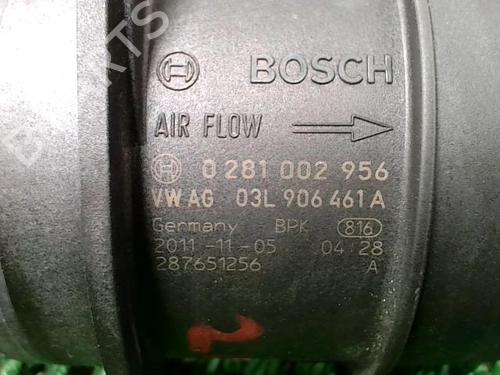 BOSCH
AIR FLOW
0 281 002 956
VW AG 03L 906 461 A
Germany BPK 816
2011-11-05 04:28
287651256 A
PARTS